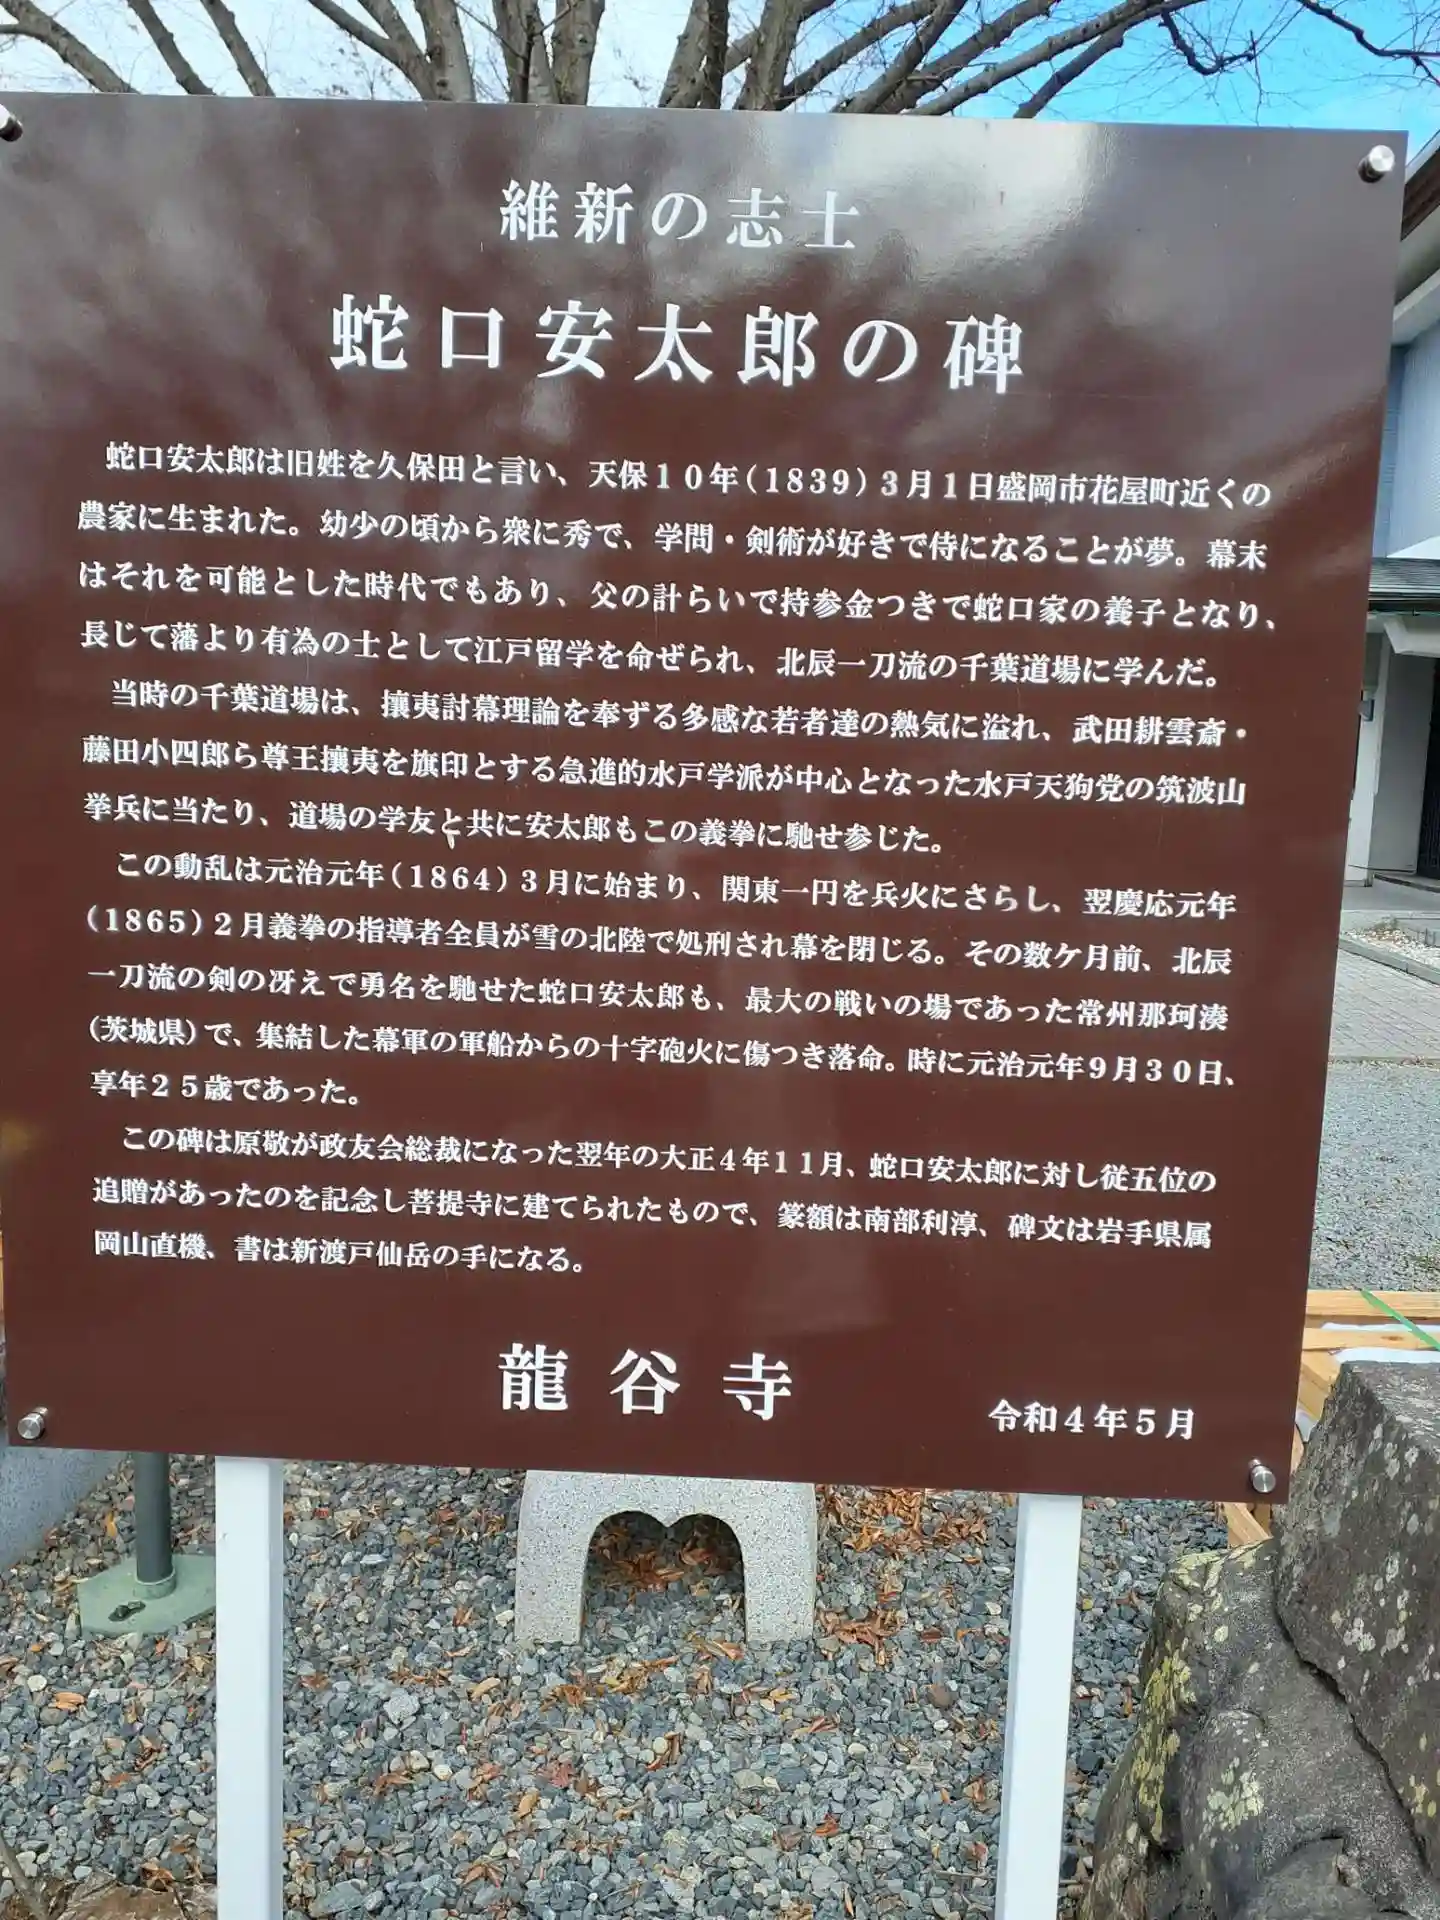 維新の志士
蛇口安太郎の碑
蛇口安太郎は旧姓を久保田と言い、天保１０年（1839）３月１日盛岡市花屋町近くの
農家に生まれた。幼少の頃から衆に秀で、学問・剣術が好きで侍になることが夢。幕末
はそれを可能とした時代でもあり、父の計らいで持参金つきで蛇口家の養子となり、
長じて藩より有為の士として江戸留学を命ぜられ、北辰一刀流の千葉道場に学んだ。
当時の千葉道場は、攘夷討幕理論を奉ずる多感な若者達の熱気に溢れ、武田耕雲斎・
藤田小四郎ら尊王攘夷を旗印とする急進的水戸学派が中心となった水戸天狗党の筑波山
挙兵に当たり、道場の学友と共に安太郎もこの義拳に馳せ参じた。
この動乱は元治元年（1864）３月に始まり、関東一円を兵火にさらし、翌慶応元年
（1865）２月義拳の指導者全員が雪の北陸で処刑され幕を閉じる。その数ケ月前、北辰
一刀流の剣の冴えで勇名を馳せた蛇口安太郎も、最大の戦いの場であった常州那珂湊
（茨城県）で、集結した幕軍の軍船からの十字砲火に傷つき落命。時に元治元年９月３０日、
享年２５歳であった。
この碑は原敬が政友会総裁になった翌年の大正４年１１月、蛇口安太郎に対し従五位の
追贈があったのを記念し菩提寺に建てられたもので、篆額は南部利淳、碑文は岩手県属
岡山直機、書は新渡戸仙岳の手になる。
龍谷寺
令和４年５月